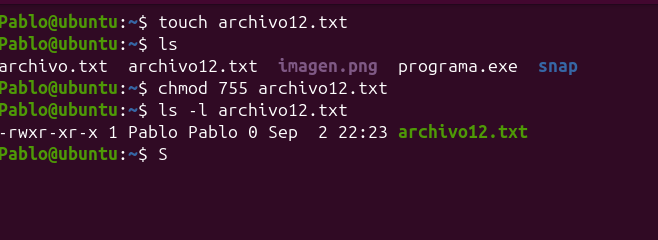 Pablo@ubuntu:~$ touch archivo12.txt
Pablo@ubuntu:~$ ls
archivo.txt  archivo12.txt  imagen.png  programa.exe  snap
Pablo@ubuntu:~$ chmod 755 archivo12.txt
Pablo@ubuntu:~$ ls -l archivo12.txt
-rwxr-xr-x 1 Pablo Pablo 0 Sep  2 22:23 archivo12.txt
Pablo@ubuntu:~$ S